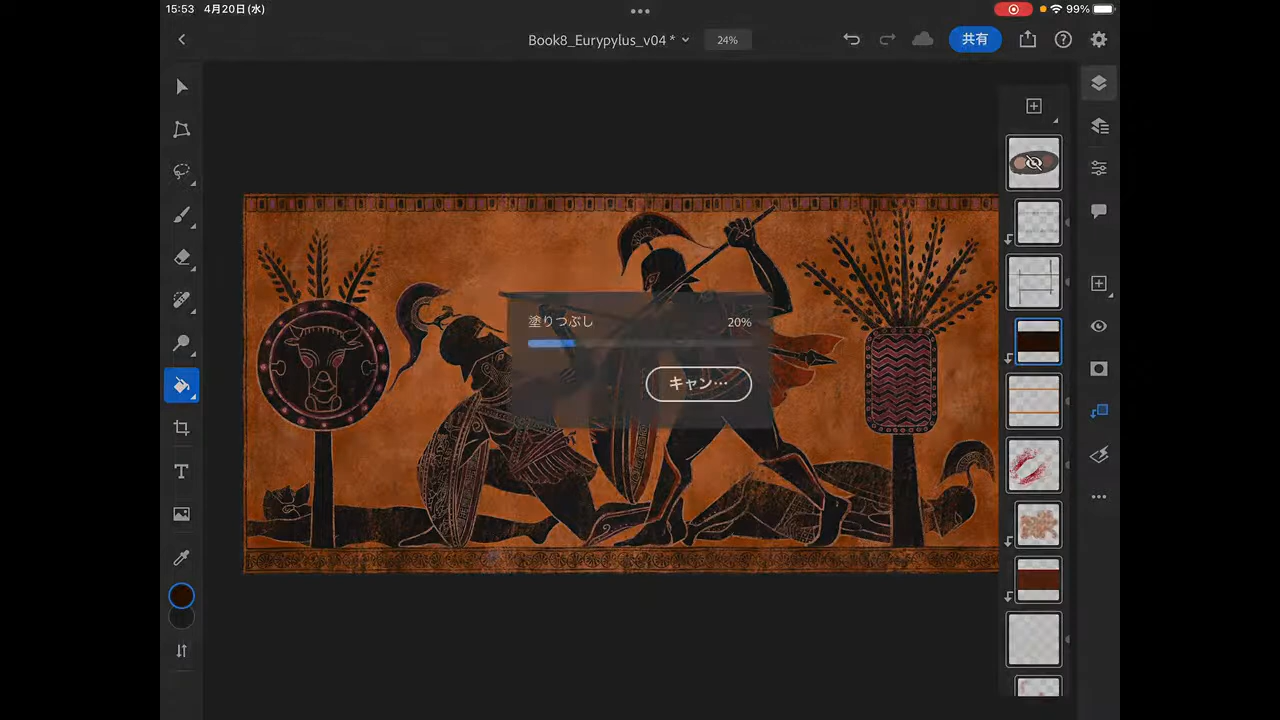 15:53 4月20日(水)
99%
Book8_Eurypylus_v04 *
24%
共有
塗りつぶし
20%
キャン…
T